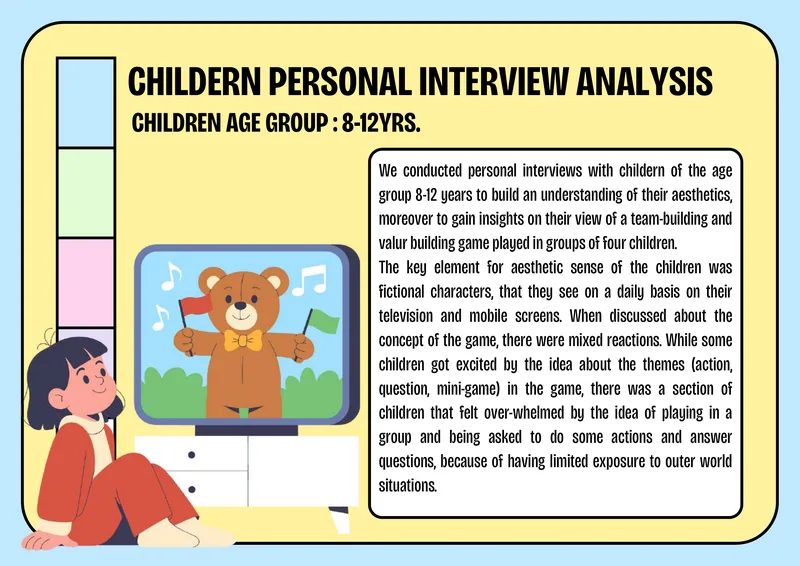 CHILDERN PERSONAL INTERVIEW ANALYSIS
CHILDREN AGE GROUP : 8-12YRS.
We conducted personal interviews with childern of the age
group 8-12 years to build an understanding of their aesthetics,
moreover to gain insights on their view of a team-building and
valur building game played in groups of four children.
The key element for aesthetic sense of the children was
fictional characters, that they see on a daily basis on their
television and mobile screens. When discussed about the
concept of the game, there were mixed reactions. While some
children got excited by the idea about the themes (action,
question, mini-game) in the game, there was a section of
children that felt over-whelmed by the idea of playing in a
group and being asked to do some actions and answer
questions, because of having limited exposure to outer world
situations.